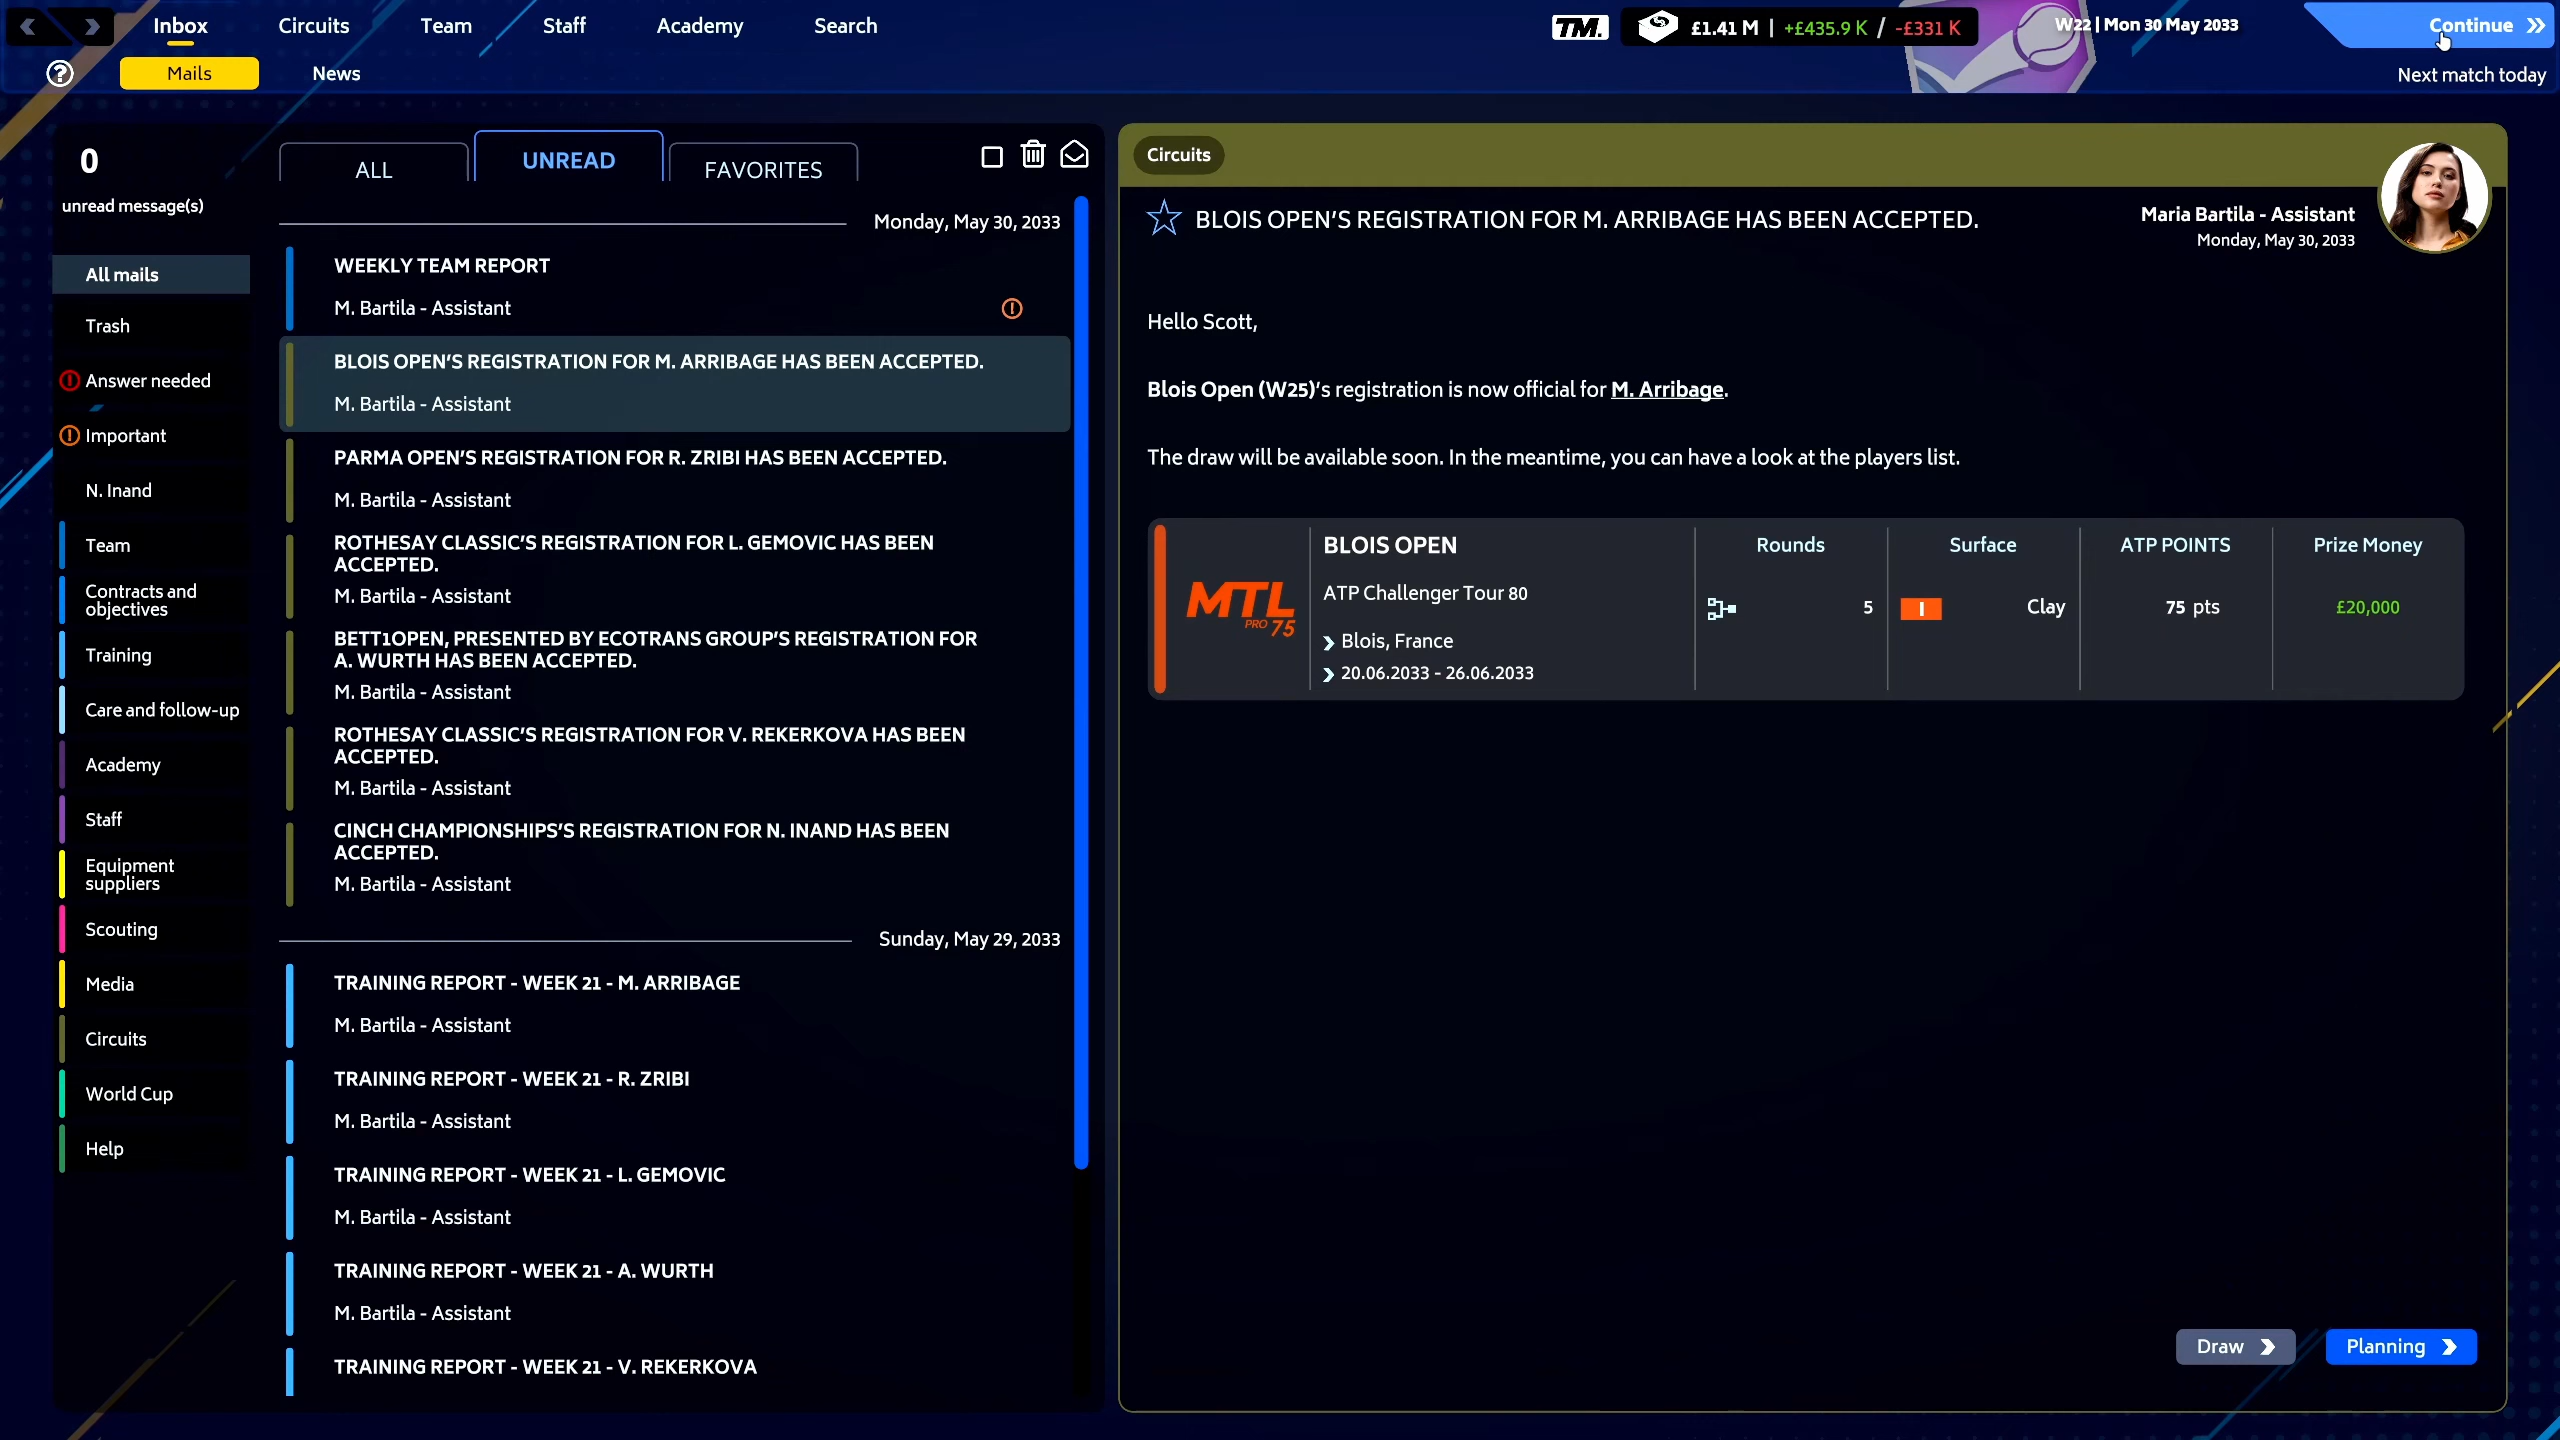 Inbox
Circuits
Team
Staff
Academy
Search
TM.
£1.41 M | +£435.9 K / -£331 K
W22 | Mon 30 May 2033
Continue
Mails
News
Next match today
0
unread message(s)
All mails
Trash
Answer needed
Important
N. Inand
Team
Contracts and
objectives
Training
Care and follow-up
Academy
Staff
Equipment
suppliers
Scouting
Media
Circuits
World Cup
Help
ALL
UNREAD
FAVORITES
Monday, May 30, 2033
WEEKLY TEAM REPORT
M. Bartila - Assistant
BLOIS OPEN'S REGISTRATION FOR M. ARRIBAGE HAS BEEN ACCEPTED.
M. Bartila - Assistant
PARMA OPEN'S REGISTRATION FOR R. ZRIBI HAS BEEN ACCEPTED.
M. Bartila - Assistant
ROTHESAY CLASSIC'S REGISTRATION FOR L. GEMOVIC HAS BEEN
ACCEPTED.
M. Bartila - Assistant
BETT1OPEN, PRESENTED BY ECOTRANS GROUP'S REGISTRATION FOR
A. WURTH HAS BEEN ACCEPTED.
M. Bartila - Assistant
ROTHESAY CLASSIC'S REGISTRATION FOR V. REKERKOVA HAS BEEN
ACCEPTED.
M. Bartila - Assistant
CINCH CHAMPIONSHIPS'S REGISTRATION FOR N. INAND HAS BEEN
ACCEPTED.
M. Bartila - Assistant
Sunday, May 29, 2033
TRAINING REPORT - WEEK 21 - M. ARRIBAGE
M. Bartila - Assistant
TRAINING REPORT - WEEK 21 - R. ZRIBI
M. Bartila - Assistant
TRAINING REPORT - WEEK 21 - L. GEMOVIC
M. Bartila - Assistant
TRAINING REPORT - WEEK 21 - A. WURTH
M. Bartila - Assistant
TRAINING REPORT - WEEK 21 - V. REKERKOVA
Circuits
BLOIS OPEN'S REGISTRATION FOR M. ARRIBAGE HAS BEEN ACCEPTED.
Maria Bartila - Assistant
Monday, May 30, 2033
Hello Scott,
Blois Open (W25)'s registration is now official for M. Arribage.
The draw will be available soon. In the meantime, you can have a look at the players list.
MTL
PRO 75
BLOIS OPEN
ATP Challenger Tour 80
Blois, France
20.06.2033 - 26.06.2033
Rounds
5
Surface
Clay
ATP POINTS
75 pts
Prize Money
£20,000
Draw
Planning